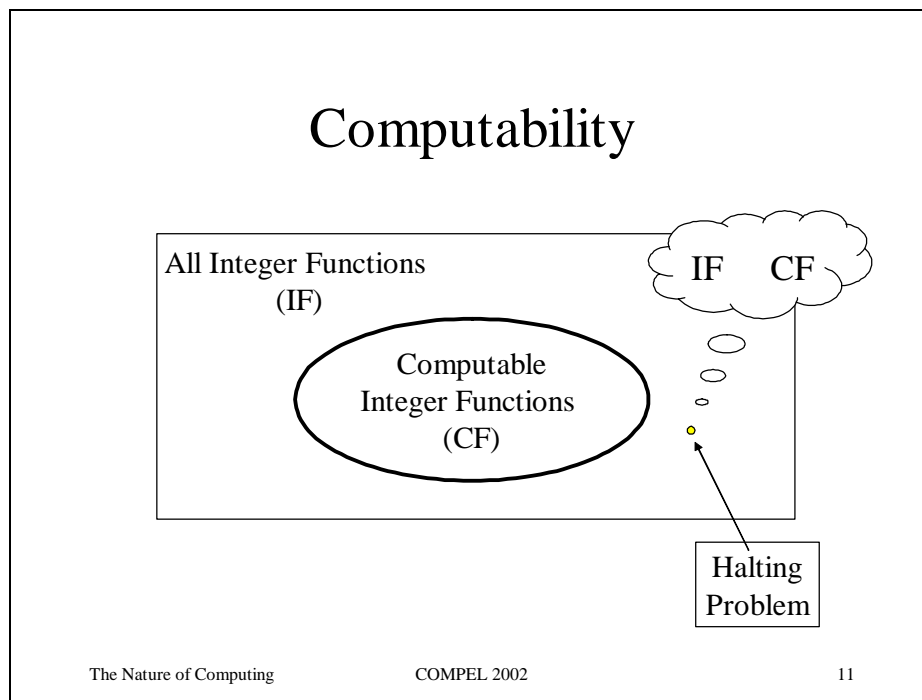 Computability
All Integer Functions
(IF)
IF CF
Computable
Integer Functions
(CF)
Halting
Problem
The Nature of Computing COMPEL 2002 11